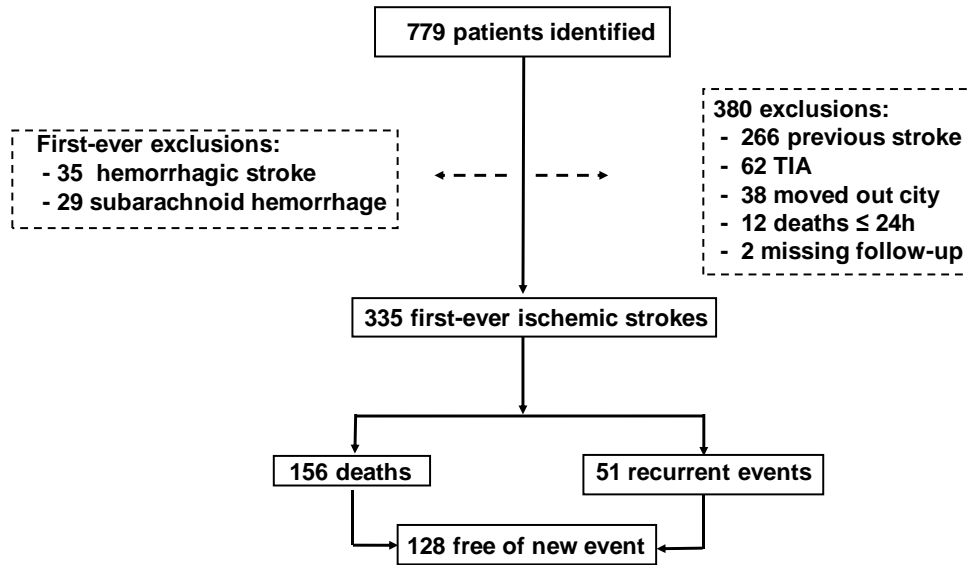 779 patients identified
First-ever exclusions:
- 35 hemorrhagic stroke
- 29 subarachnoid hemorrhage
380 exclusions:
- 266 previous stroke
- 62 TIA
- 38 moved out city
- 12 deaths ≤ 24h
- 2 missing follow-up
335 first-ever ischemic strokes
156 deaths
51 recurrent events
128 free of new event